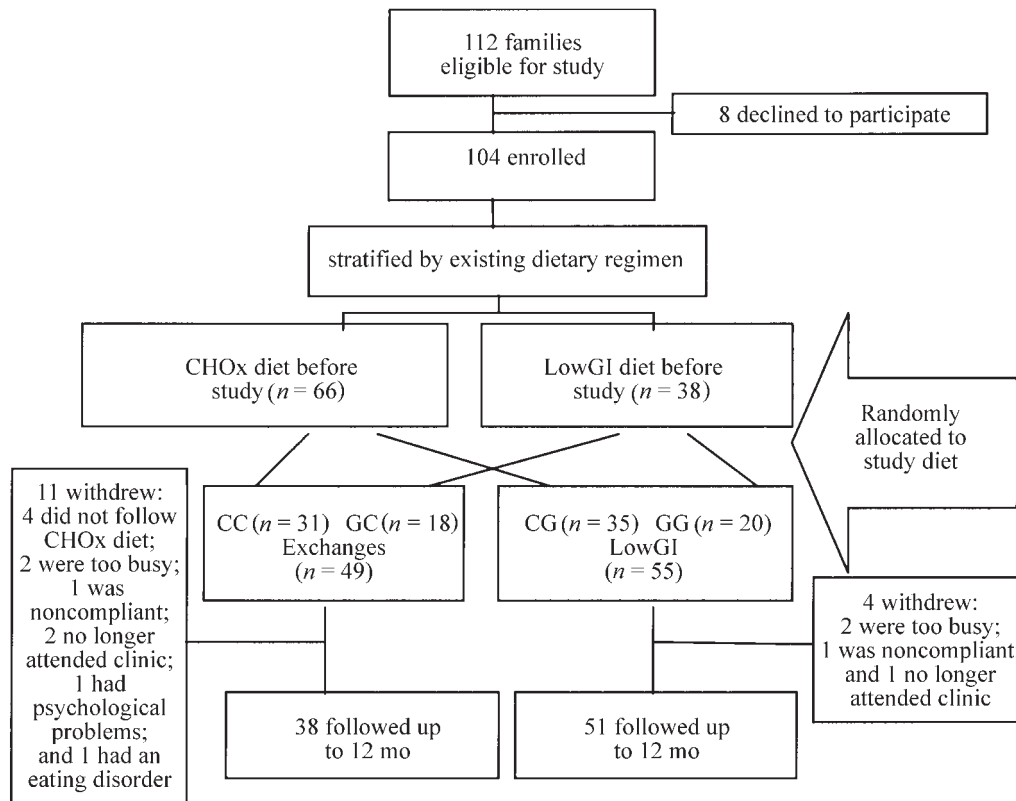 112 families
eligible for study
8 declined to participate
104 enrolled
stratified by existing dietary regimen
CHOx diet before
study (n = 66)
LowGI diet before
study (n = 38)
Randomly
allocated to
study diet
CC (n = 31) GC (n = 18)
Exchanges
(n = 49)
CG (n = 35) GG (n = 20)
LowGI
(n = 55)
11 withdrew:
4 did not follow
CHOx diet;
2 were too busy;
1 was
noncompliant;
2 no longer
attended clinic;
1 had
psychological
problems;
and 1 had an
eating disorder
4 withdrew:
2 were too busy;
1 was noncompliant
and 1 no longer
attended clinic
38 followed up
to 12 mo
51 followed up
to 12 mo